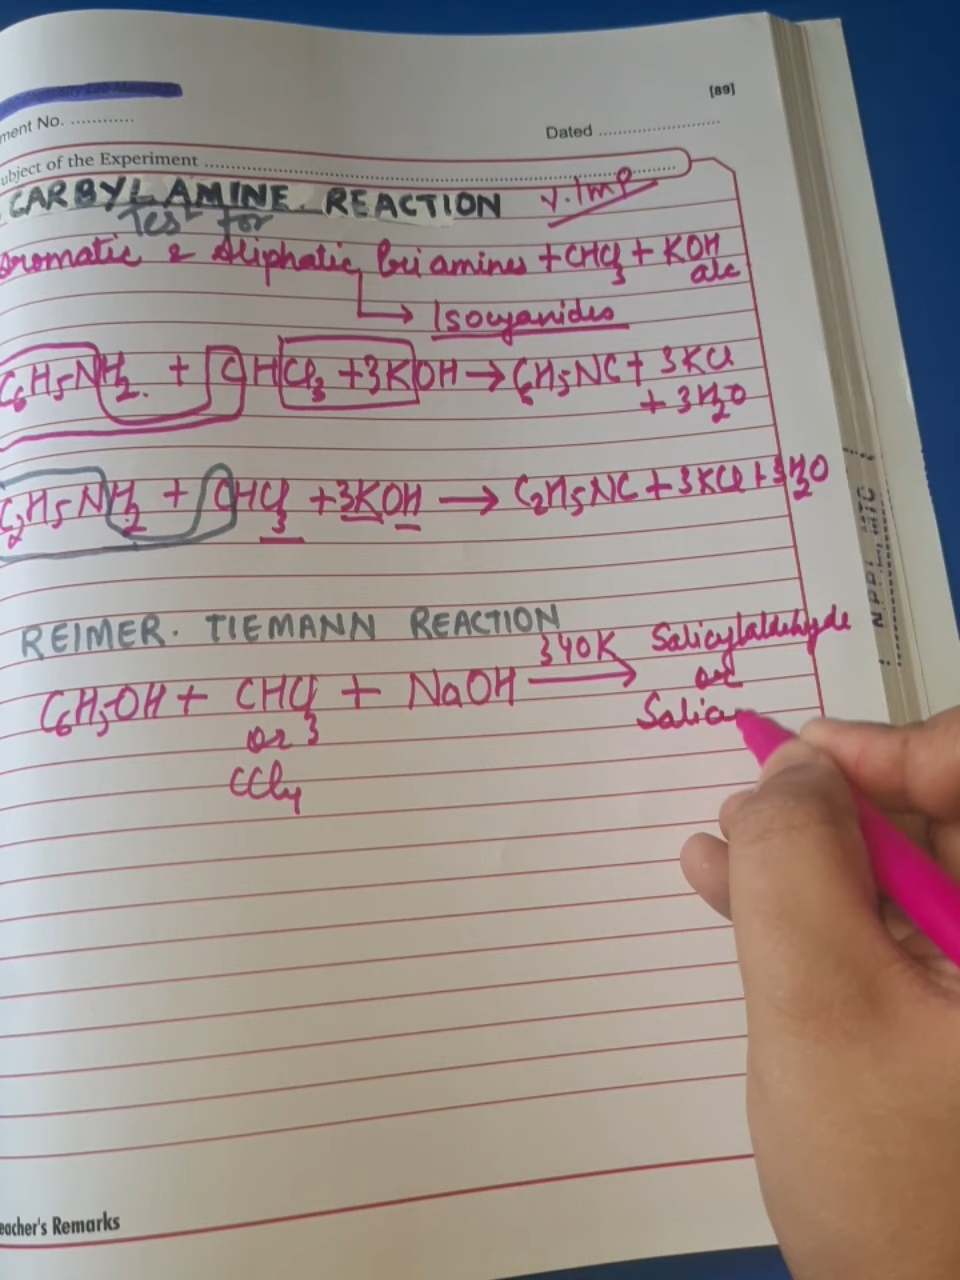 [89]
ment No. ............
Dated ..............................
ubject of the Experiment ..............................
CARBYLAMINE. REACTION V. Imp
Test for
Aromatic & Aliphatic pri amines + CHCl3 + KOH
alc
Isocyanides
C6H5NH2. + CHCl3 + 3KOH → C6H5NC + 3KCl
+ 3H2O
C2H5NH2 + CHCl3 + 3KOH → C2H5NC + 3KCl + 3H2O
REIMER. TIEMANN REACTION
C6H5OH + CHCl3 + NaOH 340K → Salicylaldehyde
or
or
Salic
CCl4
eacher's Remarks